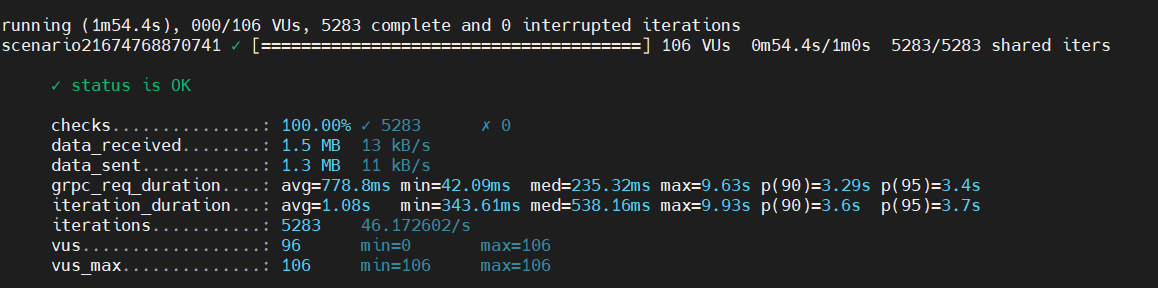 running (1m54.4s), 000/106 VUs, 5283 complete and 0 interrupted iterations
scenario21674768870741 ✓ [======================================] 106 VUs  0m54.4s/1m0s  5283/5283 shared iters
✓ status is OK
checks...............: 100.00% ✓ 5283      ✗ 0
data_received........: 1.5 MB  13 kB/s
data_sent............: 1.3 MB  11 kB/s
grpc_req_duration....: avg=778.8ms min=42.09ms  med=235.32ms max=9.63s p(90)=3.29s p(95)=3.4s
iteration_duration...: avg=1.08s   min=343.61ms med=538.16ms max=9.93s p(90)=3.6s  p(95)=3.7s
iterations...........: 5283    46.172602/s
vus..................: 96      min=0       max=106
vus_max..............: 106     min=106     max=106